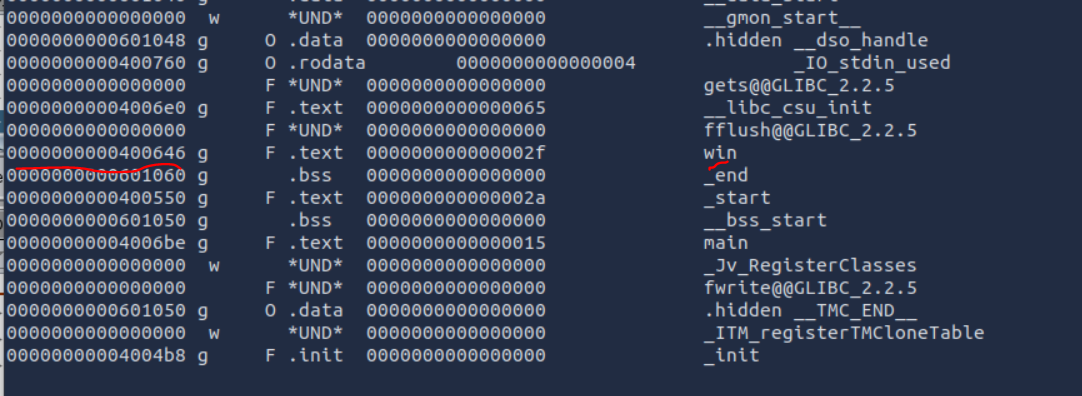 0000000000000000  w      *UND*  0000000000000000              __gmon_start__
0000000000601048 g     O .data  0000000000000000              .hidden __dso_handle
0000000000400760 g     O .rodata        0000000000000004              _IO_stdin_used
0000000000000000       F *UND*  0000000000000000              gets@@GLIBC_2.2.5
00000000004006e0 g     F .text  0000000000000065              __libc_csu_init
0000000000000000       F *UND*  0000000000000000              fflush@@GLIBC_2.2.5
0000000000400646 g     F .text  000000000000002f              win
0000000000601060 g       .bss   0000000000000000              _end
0000000000400550 g     F .text  000000000000002a              _start
0000000000601050 g       .bss   0000000000000000              __bss_start
00000000004006be g     F .text  0000000000000015              main
0000000000000000  w      *UND*  0000000000000000              _Jv_RegisterClasses
0000000000000000       F *UND*  0000000000000000              fwrite@@GLIBC_2.2.5
0000000000601050 g     O .data  0000000000000000              .hidden __TMC_END__
0000000000000000  w      *UND*  0000000000000000              _ITM_registerTMCloneTable
00000000004004b8 g     F .init  0000000000000000              _init